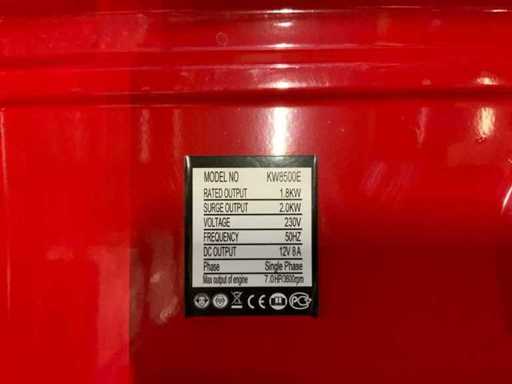 MODEL NO KW8500E
RATED OUTPUT 1.8KW
SURGE OUTPUT 2.0KW
VOLTAGE 230V
FREQUENCY 50HZ
DC OUTPUT 12V 8A
Phase Single Phase
Max output of engine 7.0HP/3600rpm